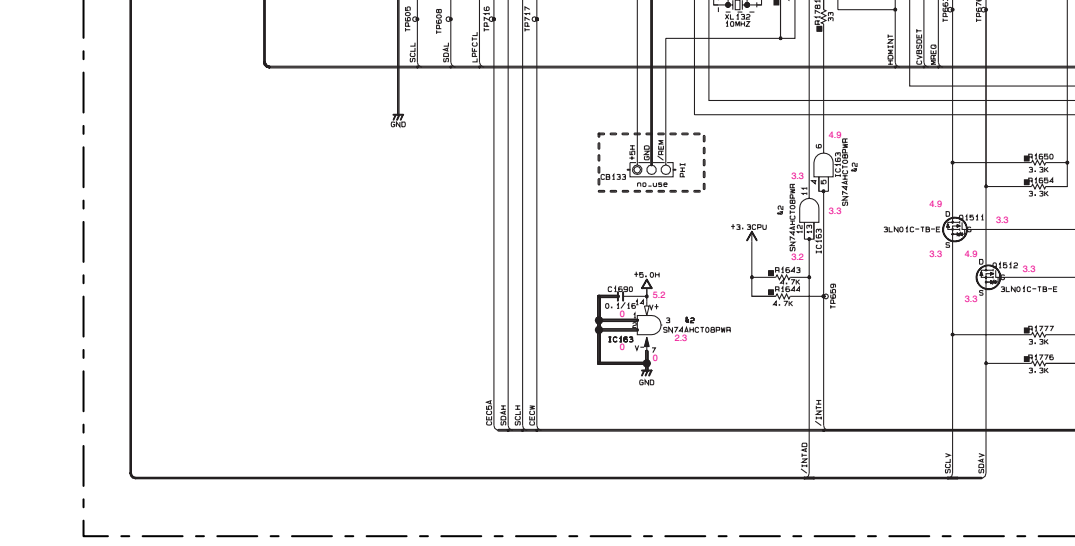 XL132
10MHZ
R1781
33
TP605
TP608
TP716
TP717
SCLL
SDAL
LPFCTL
HDMINT
CVBSDET
MREQ
GND
4.9
6
IC163
SN74AHCT08PWR
&2
4
5
3.3
11
+5H
GND
/REM
CB133
PHI
no_use
R1650
3.3K
R1654
3.3K
&2
SN74AHCT08PWR
12
13
IC163
3.3
3.2
4.9
D
Q1511
3.3
3LN01C-TB-E
G
S
3.3
4.9
D
Q1512
3.3
G
3LN01C-TB-E
S
3.3
+3.3CPU
R1643
4.7K
R1644
4.7K
TP659
+5.0H
C1690
5.2
0.1/16
14
V+
0
1
2
3
&2
SN74AHCT08PWR
IC163
2.3
0
V-
7
0
GND
R1777
3.3K
R1776
3.3K
CEC5A
SDAH
SCLH
CECW
/INTH
/INTAD
SCLV
SDAV